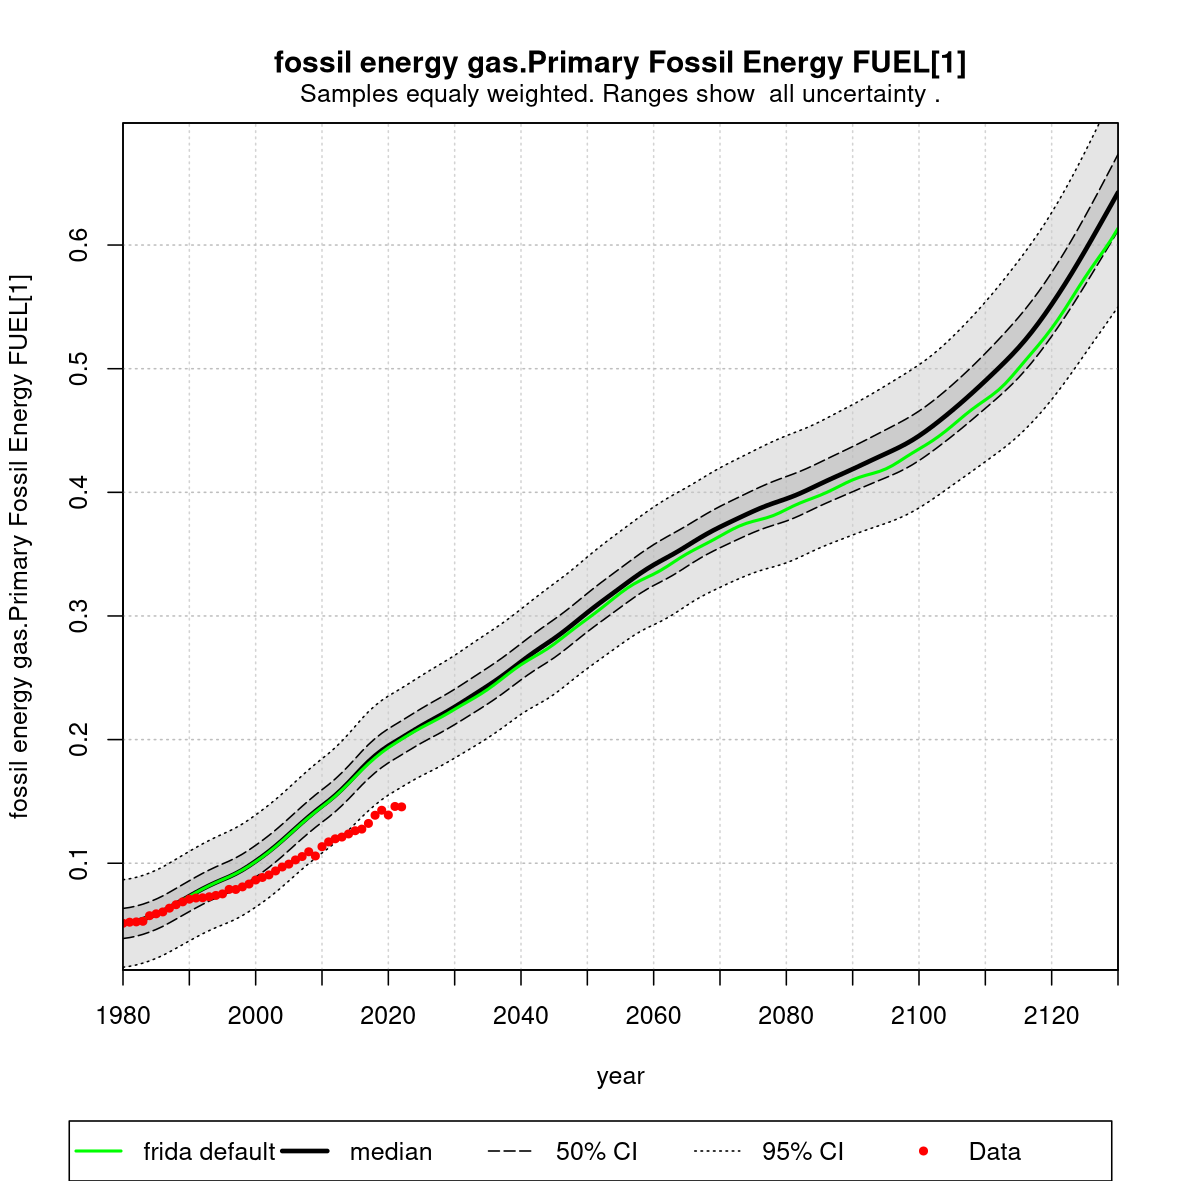 fossil energy gas.Primary Fossil Energy FUEL[1]
Samples equaly weighted. Ranges show  all uncertainty .
fossil energy gas.Primary Fossil Energy FUEL[1]
0.6
0.5
0.4
0.3
0.2
0.1
1980 2000 2020 2040 2060 2080 2100 2120
year
frida default median 50% CI 95% CI Data